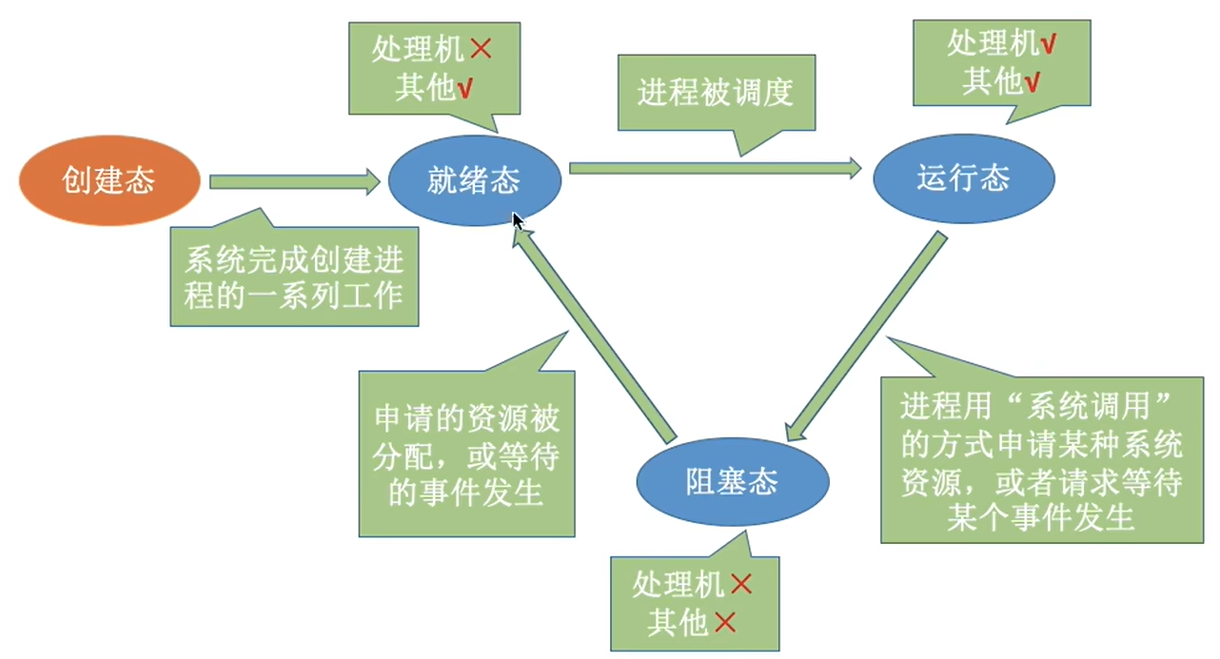 处理机×
其他√
进程被调度
处理机√
其他√
创建态
就绪态
运行态
系统完成创建进
程的一系列工作
申请的资源被
分配，或等待
的事件发生
进程用“系统调用”
的方式申请某种系统
资源，或者请求等待
某个事件发生
阻塞态
处理机×
其他×